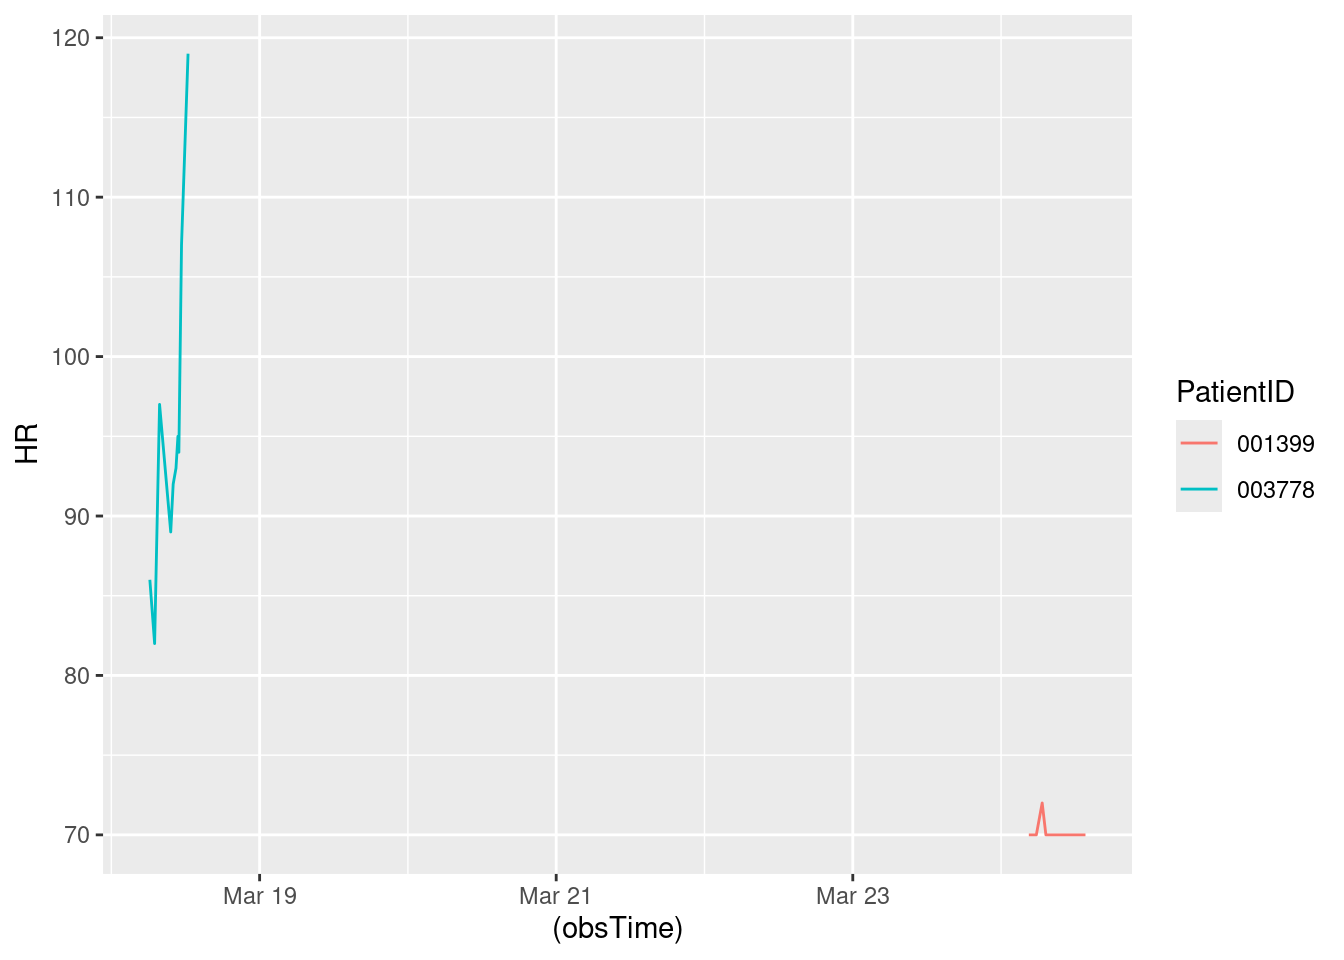 120
110
100
90
80
70
HR
Mar 19
Mar 21
Mar 23
(obsTime)
PatientID
001399
003778